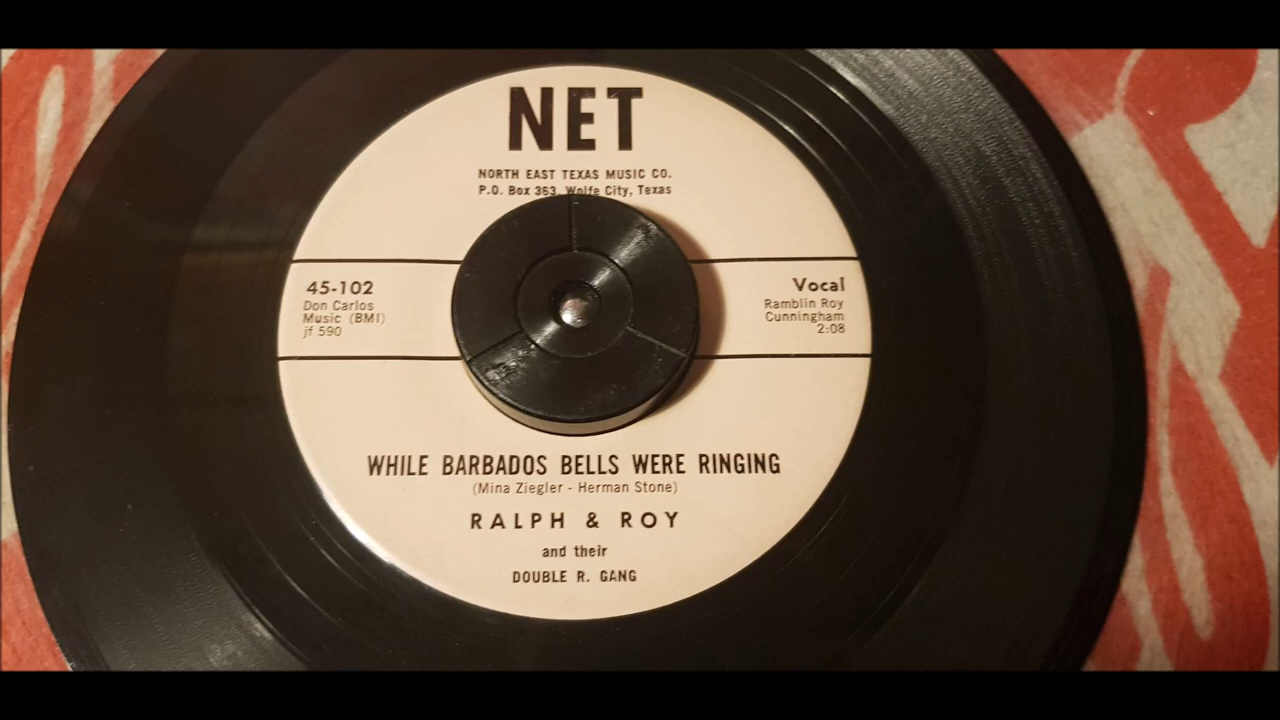 NET
NORTH EAST TEXAS MUSIC CO.
P.O. Box 363, Wolfe City, Texas
45-102
Don Carlos
Music (BMI)
jf 590
Vocal
Ramblin Roy
Cunningham
2:08
WHILE BARBADOS BELLS WERE RINGING
(Mina Ziegler - Herman Stone)
RALPH & ROY
and their
DOUBLE R. GANG